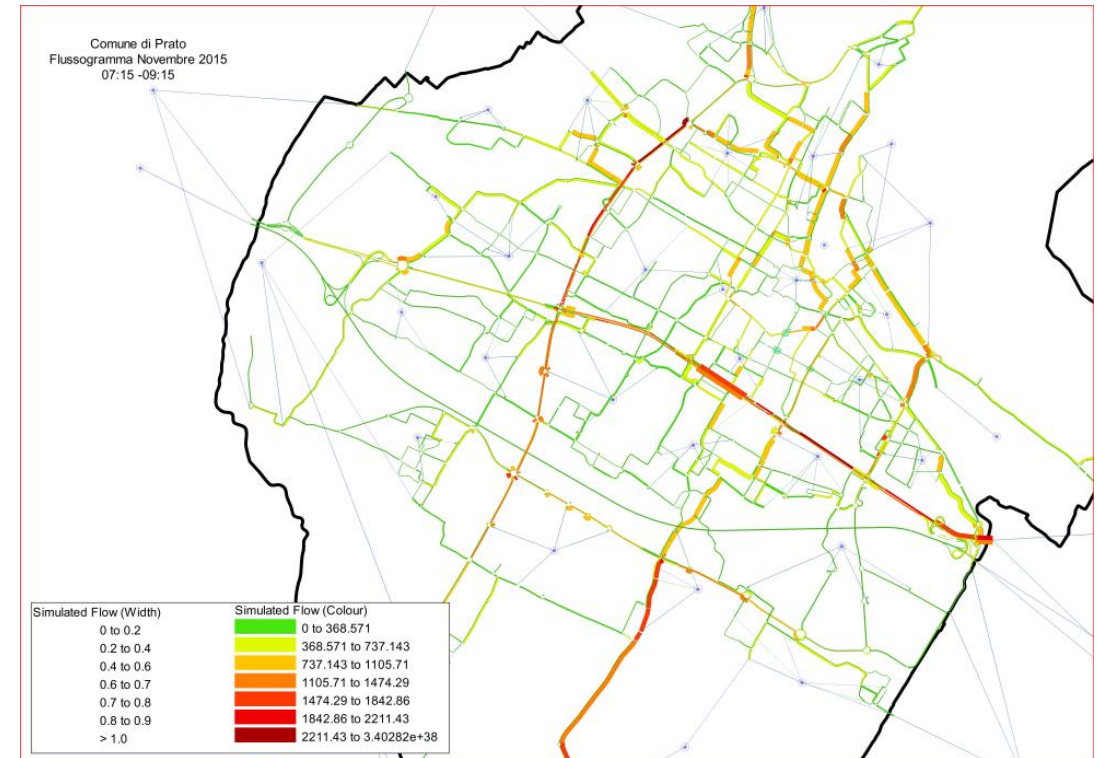 Comune di Prato
Flussogramma Novembre 2015
07:15 -09:15
Simulated Flow (Width)
0 to 0.2
0.2 to 0.4
0.4 to 0.6
0.6 to 0.7
0.7 to 0.8
0.8 to 0.9
> 1.0
Simulated Flow (Colour)
0 to 368.571
368.571 to 737.143
737.143 to 1105.71
1105.71 to 1474.29
1474.29 to 1842.86
1842.86 to 2211.43
2211.43 to 3.40282e+38